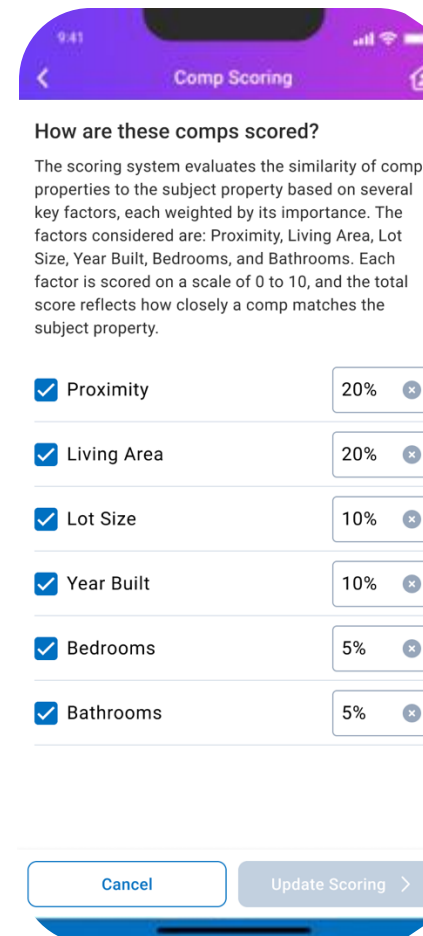 9:41
Comp Scoring
How are these comps scored?
The scoring system evaluates the similarity of comp
properties to the subject property based on several
key factors, each weighted by its importance. The
factors considered are: Proximity, Living Area, Lot
Size, Year Built, Bedrooms, and Bathrooms. Each
factor is scored on a scale of 0 to 10, and the total
score reflects how closely a comp matches the
subject property.
Proximity 20%
Living Area 20%
Lot Size 10%
Year Built 10%
Bedrooms 5%
Bathrooms 5%
Cancel Update Scoring